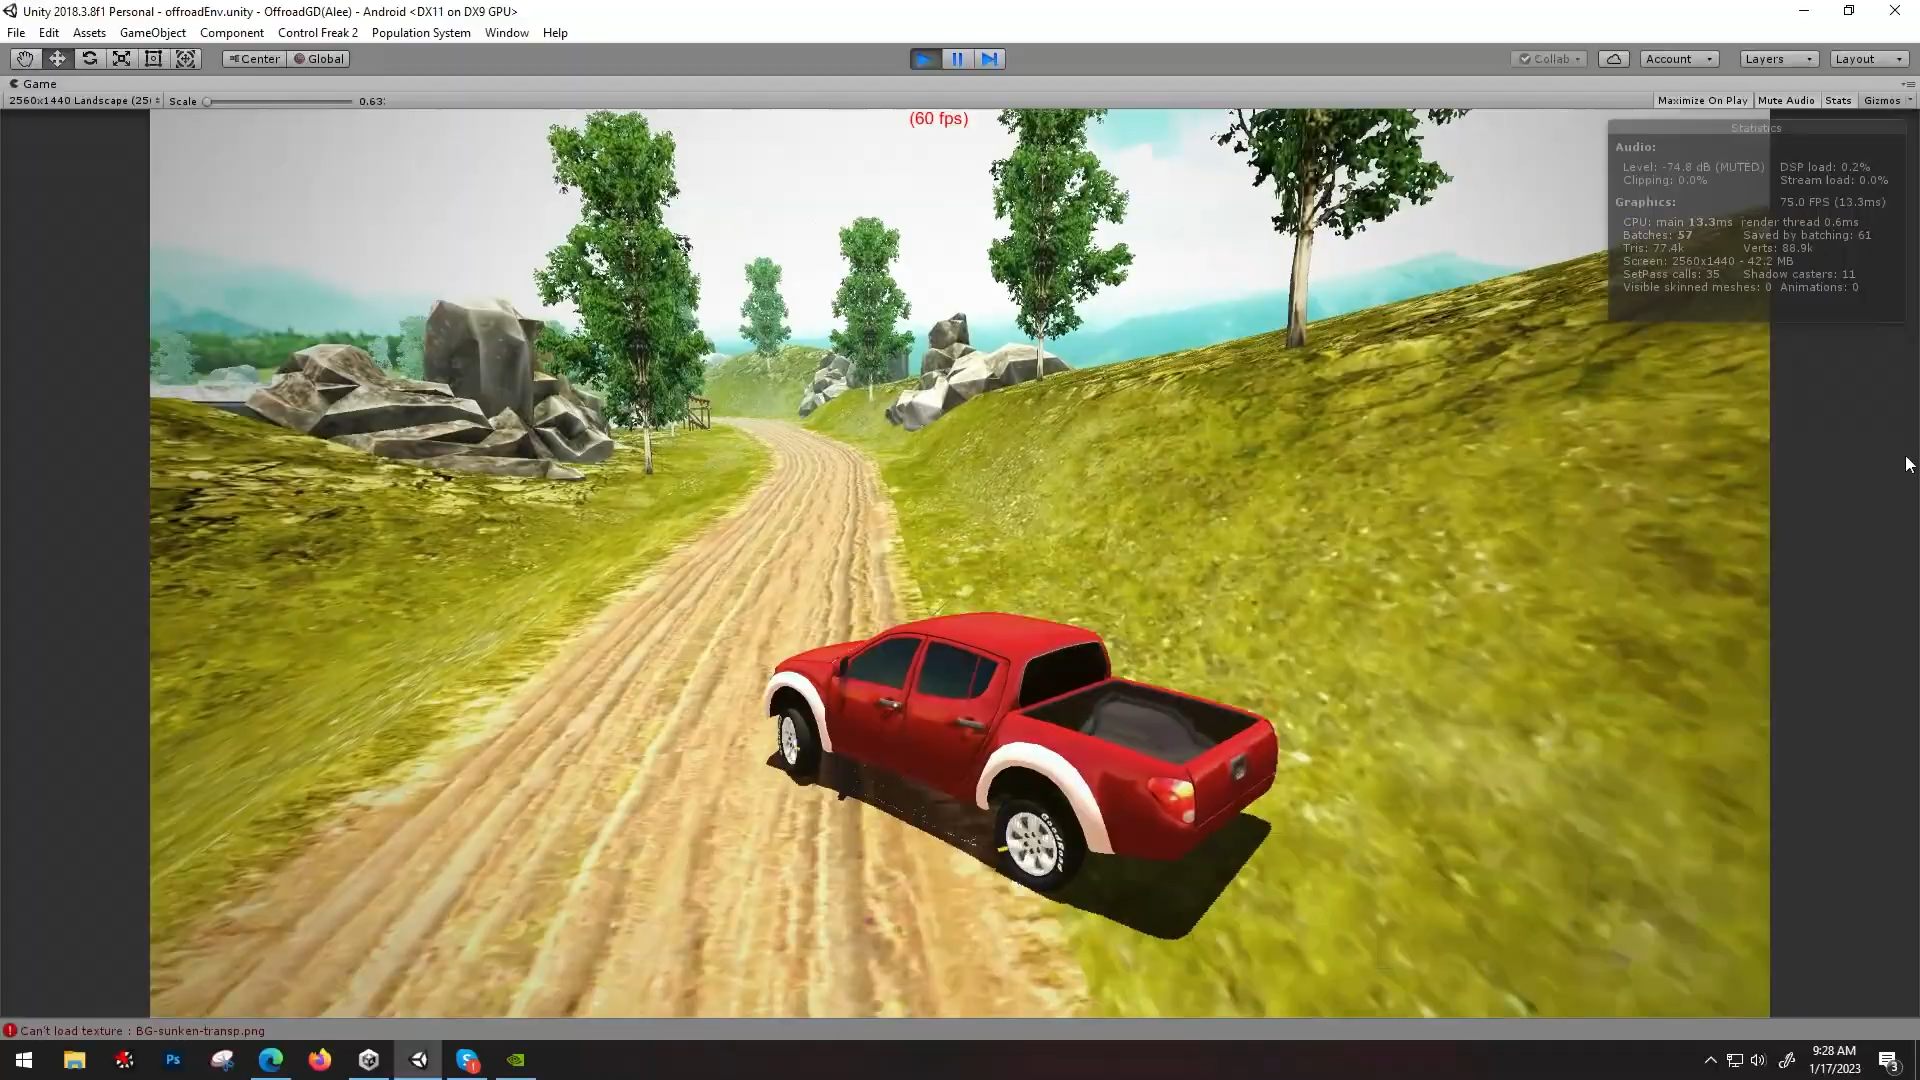 Unity 2018.3.8f1 Personal - offroadEnv.unity - OffroadGD(Alee) - Android <DX11 on DX9 GPU>
File Edit Assets GameObject Component Control Freak 2 Population System Window Help
Center Global Collab Account Layers Layout
Game
2560x1440 Landscape (25 Scale 0.63 Maximize On Play Mute Audio Stats Gizmos
(60 fps)
Statistics
Audio:
Level: -74.8 dB (MUTED) DSP load: 0.2%
Clipping: 0.0% Stream load: 0.0%
Graphics: 75.0 FPS (13.3ms)
CPU: main 13.3ms render thread 0.6ms
Batches: 57 Saved by batching: 61
Tris: 77.4k Verts: 88.9k
Screen: 2560x1440 - 42.2 MB
SetPass calls: 35 Shadow casters: 11
Visible skinned meshes: 0 Animations: 0
Can't load texture : BG-sunken-transp.png
Ps
9:28 AM
1/17/2023
3